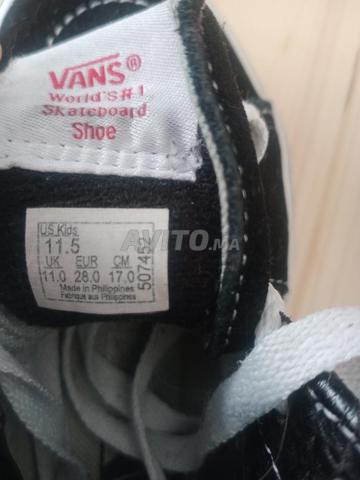 VANS®
World's #1
Skateboard
Shoe
US Kids
11.5
UK EUR CM
11.0 28.0 17.0
Made in Philippines
Fabriqué aux Philippines
507452
AVITO.MA